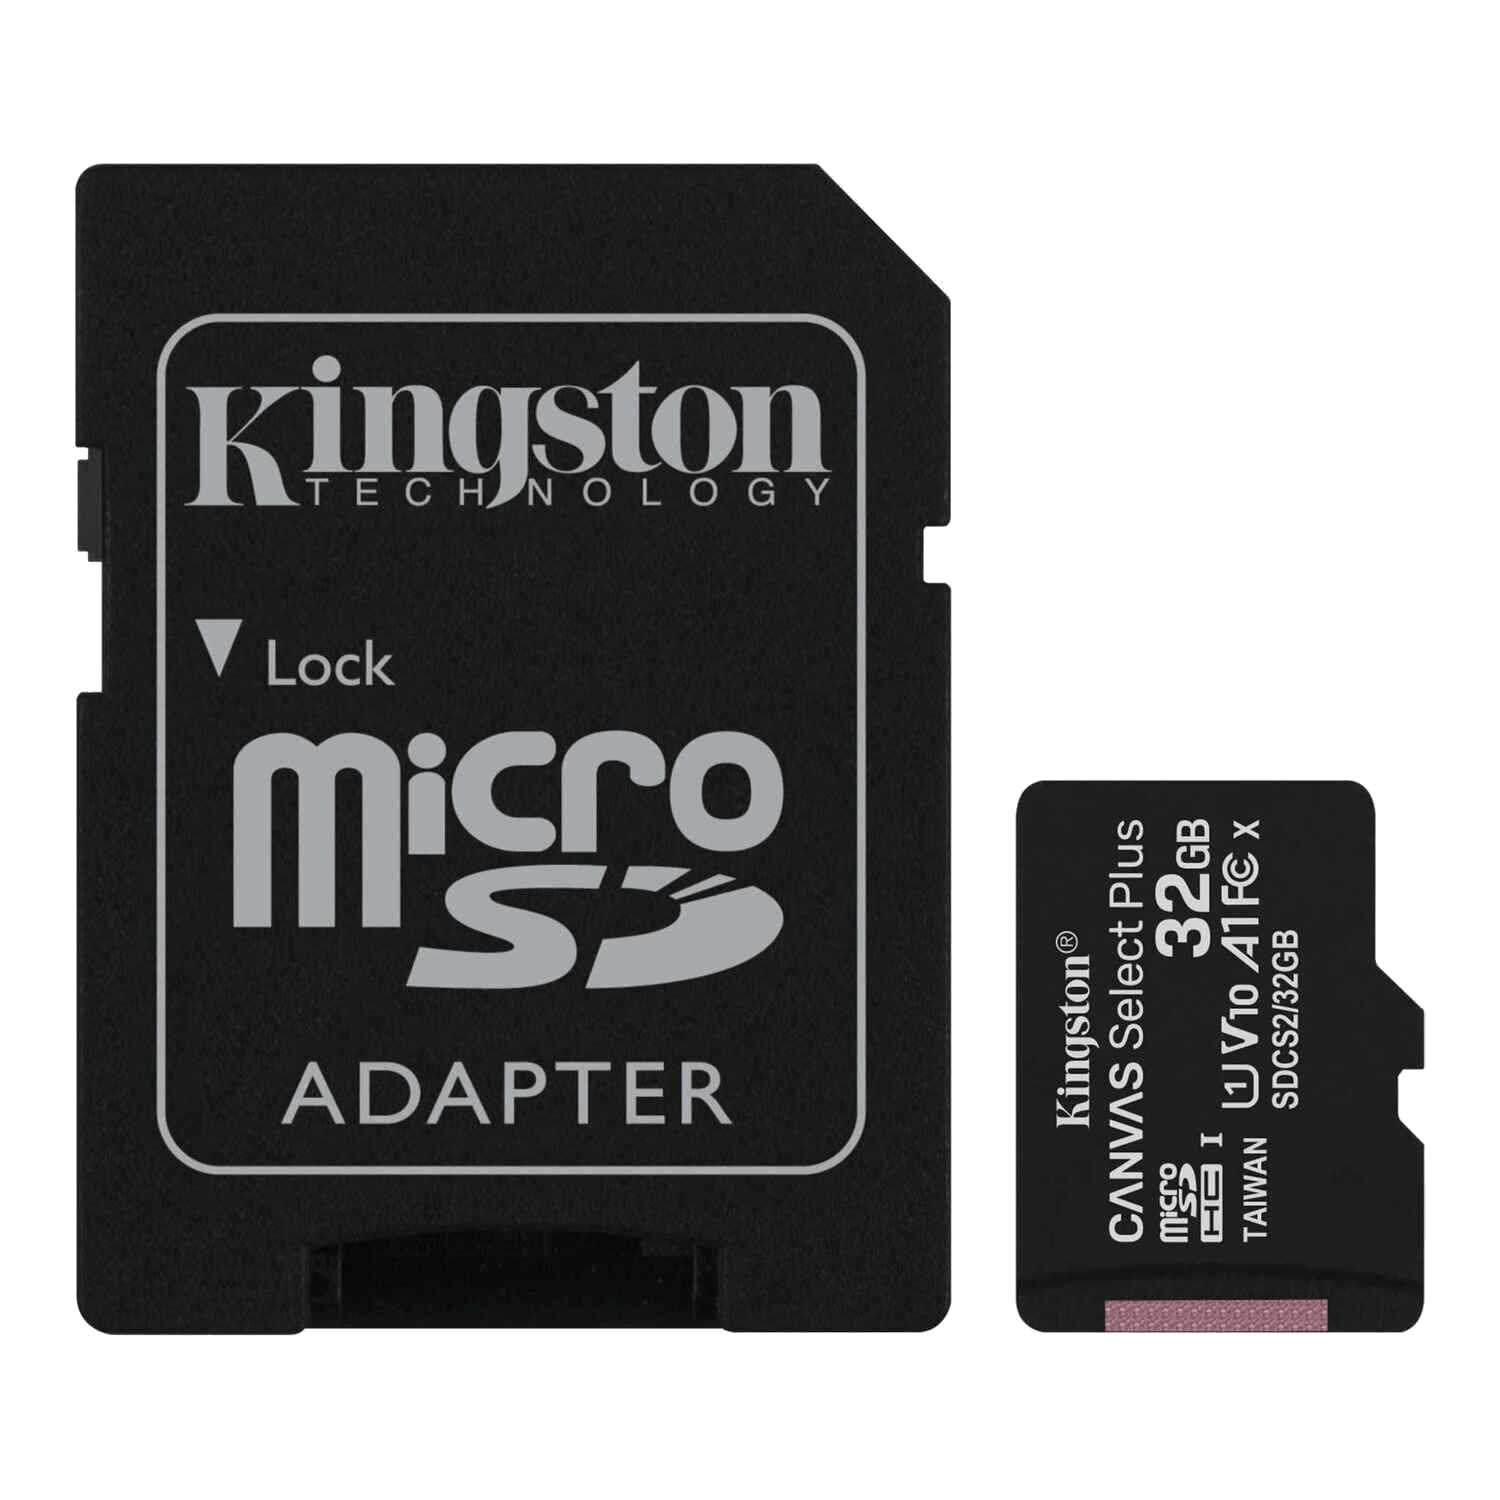 Kingston
TECHNOLOGY
Lock
micro
SD
ADAPTER
Kingston®
CANVAS Select Plus
micro SD HC I 32GB
U1 V10 A1 FC X
TAIWAN SDCS2/32GB